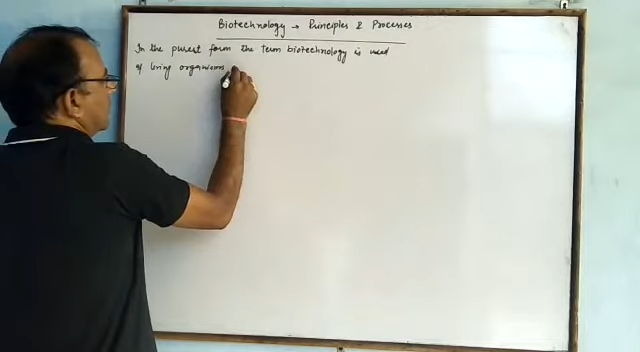 Biotechnology → Principles & Processes
In the purest form the term biotechnology is used
of living organisms